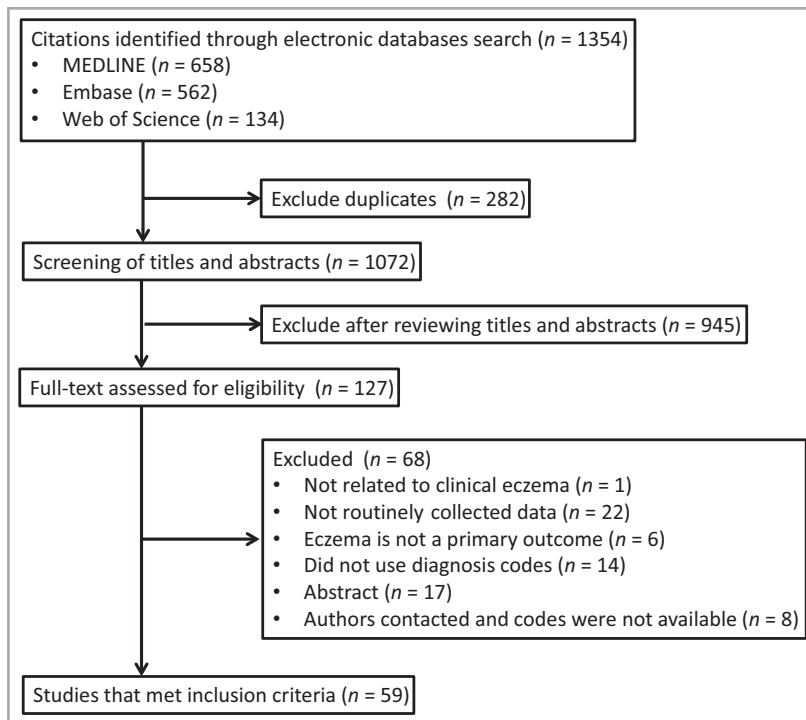 Citations identified through electronic databases search (n = 1354)
• MEDLINE (n = 658)
• Embase (n = 562)
• Web of Science (n = 134)
Exclude duplicates (n = 282)
Screening of titles and abstracts (n = 1072)
Exclude after reviewing titles and abstracts (n = 945)
Full-text assessed for eligibility (n = 127)
Excluded (n = 68)
• Not related to clinical eczema (n = 1)
• Not routinely collected data (n = 22)
• Eczema is not a primary outcome (n = 6)
• Did not use diagnosis codes (n = 14)
• Abstract (n = 17)
• Authors contacted and codes were not available (n = 8)
Studies that met inclusion criteria (n = 59)